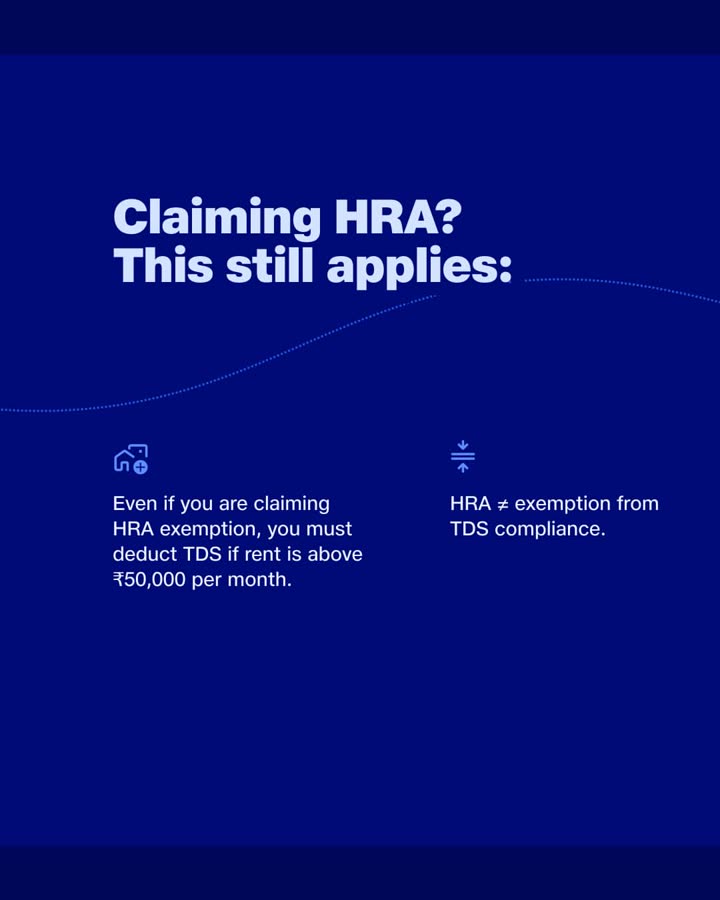 Claiming HRA?
This still applies:
Even if you are claiming
HRA exemption, you must
deduct TDS if rent is above
₹50,000 per month.
HRA ≠ exemption from
TDS compliance.